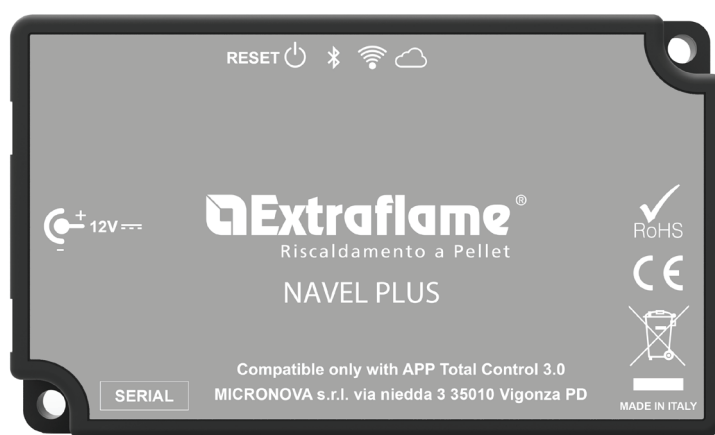 RESET
12V
Extraflame®
Riscaldamento a Pellet
NAVEL PLUS
RoHS
CE
Compatible only with APP Total Control 3.0
SERIAL
MICRONOVA s.r.l. via niedda 3 35010 Vigonza PD
MADE IN ITALY